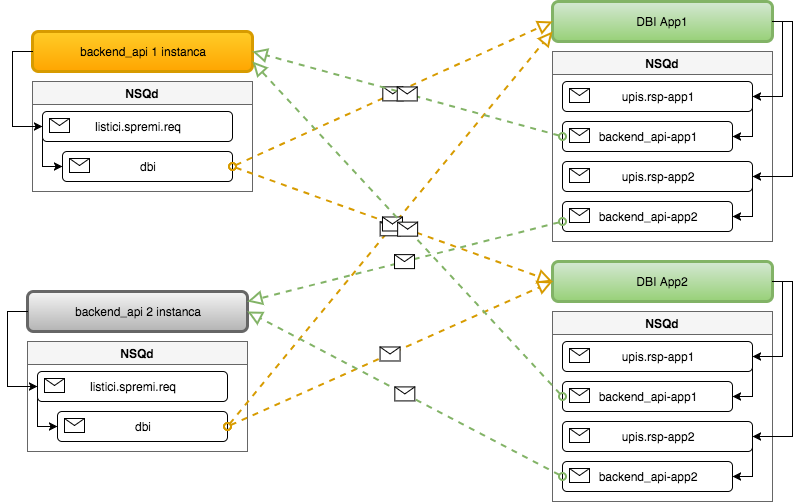 backend_api 1 instanca
NSQd
listici.spremi.req
dbi
DBI App1
NSQd
upis.rsp-app1
backend_api-app1
upis.rsp-app2
backend_api-app2
backend_api 2 instanca
NSQd
listici.spremi.req
dbi
DBI App2
NSQd
upis.rsp-app1
backend_api-app1
upis.rsp-app2
backend_api-app2